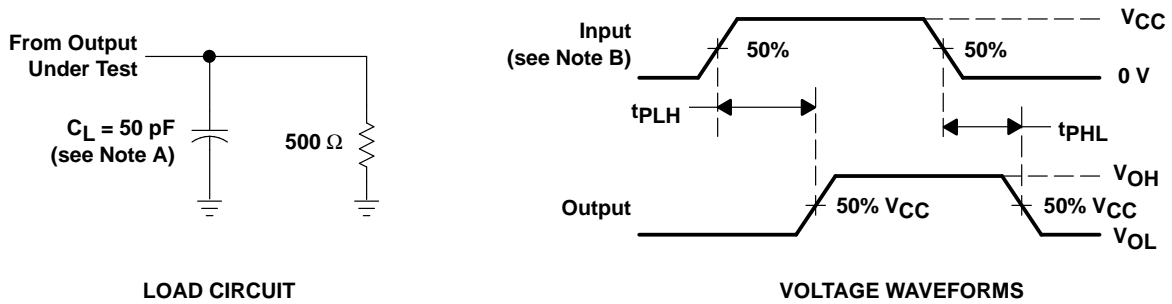 From Output
Under Test
CL = 50 pF
(see Note A)
500 Ω
LOAD CIRCUIT
Input
(see Note B)
50%
50%
VCC
0 V
tPLH
tPHL
Output
50% VCC
VOH
50% VCC
VOL
VOLTAGE WAVEFORMS